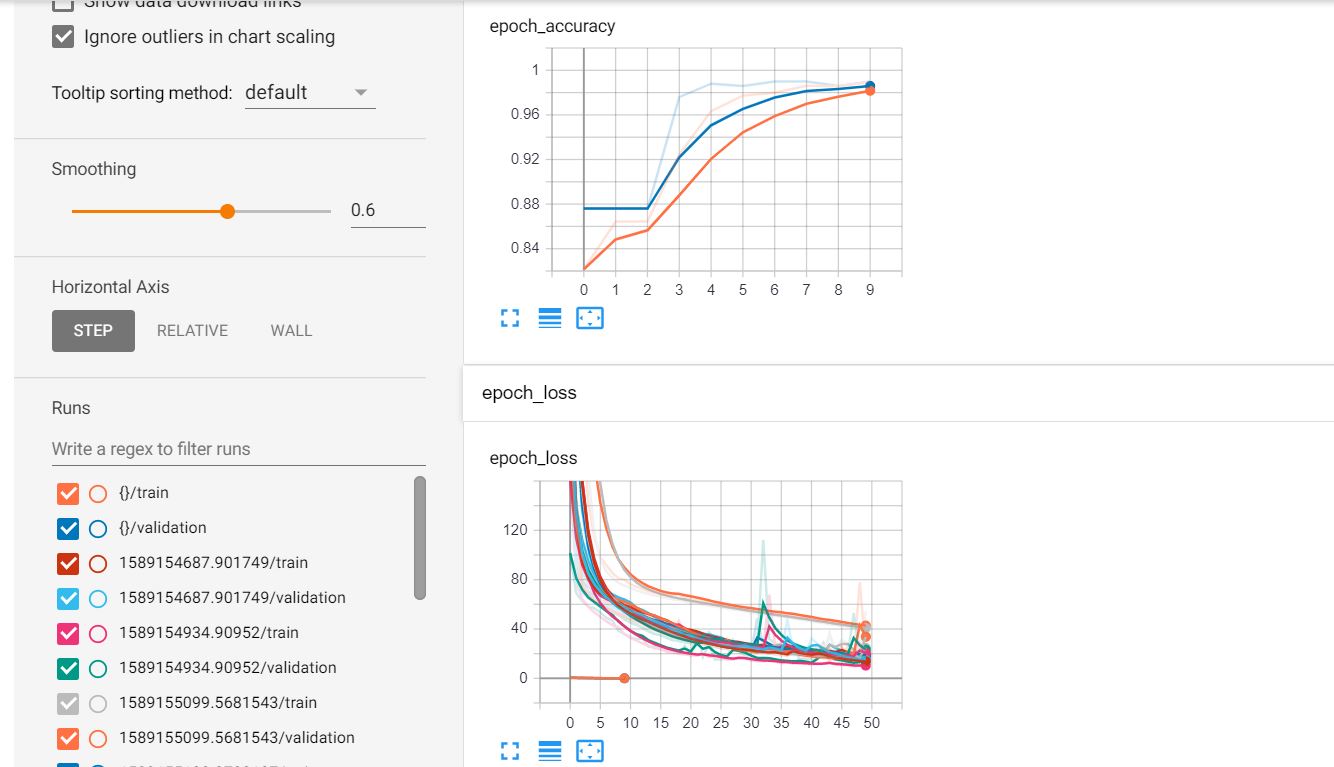 Show data download links
Ignore outliers in chart scaling
Tooltip sorting method: default
Smoothing
0.6
Horizontal Axis
STEP RELATIVE WALL
Runs
Write a regex to filter runs
{}/train
{}/validation
1589154687.901749/train
1589154687.901749/validation
1589154934.90952/train
1589154934.90952/validation
1589155099.5681543/train
1589155099.5681543/validation
epoch_accuracy
1
0.96
0.92
0.88
0.84
0 1 2 3 4 5 6 7 8 9
epoch_loss
epoch_loss
120
80
40
0
0 5 10 15 20 25 30 35 40 45 50